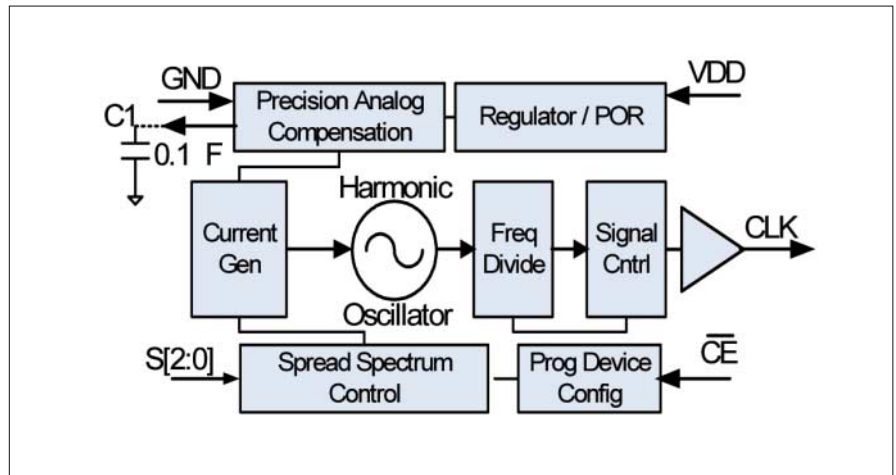 GND
VDD
Precision Analog
Compensation
Regulator / POR
C1
0.1 F
Harmonic
Current
Gen
Freq
Divide
Signal
Cntrl
CLK
Oscillator
S[2:0]
Spread Spectrum
Control
Prog Device
Config
CE